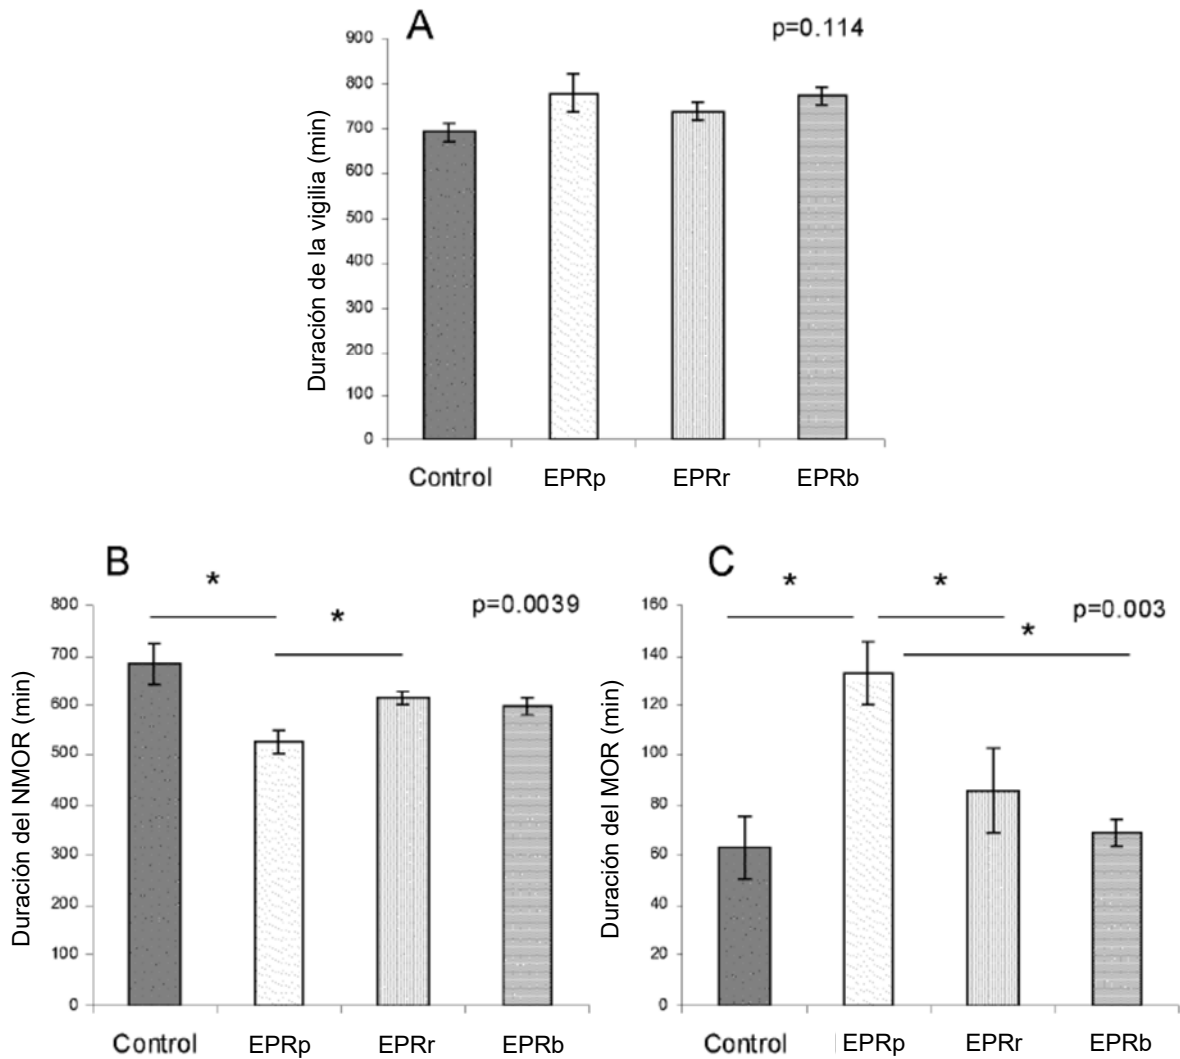 A
p=0.114
Duración de la vigilia (min)
900
800
700
600
500
400
300
200
100
0
Control EPRp EPRr EPRb
B
*
*
p=0.0039
Duración del NMOR (min)
800
700
600
500
400
300
200
100
0
Control EPRp EPRr EPRb
C
*
*
*
p=0.003
Duración del MOR (min)
160
140
120
100
80
60
40
20
0
Control EPRp EPRr EPRb